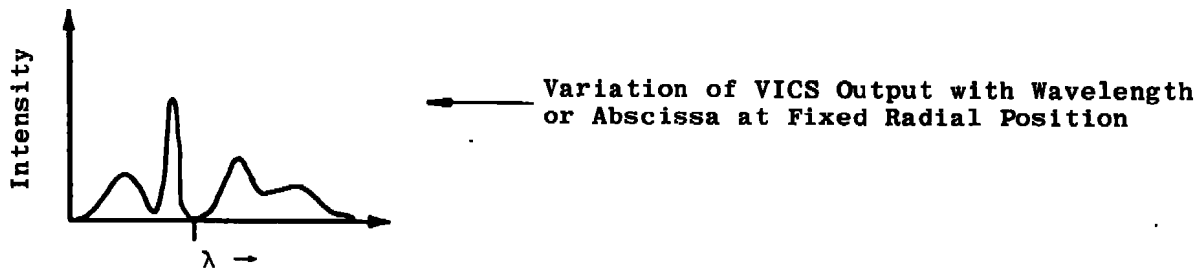 Intensity
Variation of VICS Output with Wavelength
or Abscissa at Fixed Radial Position
λ →